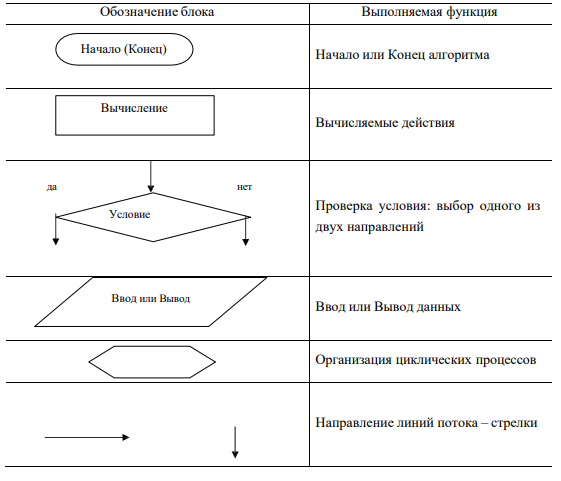 Обозначение блока
Выполняемая функция
Начало (Конец)
Начало или Конец алгоритма
Вычисление
Вычисляемые действия
да
нет
Условие
Проверка условия: выбор одного из
двух направлений
Ввод или Вывод
Ввод или Вывод данных
Организация циклических процессов
Направление линий потока – стрелки